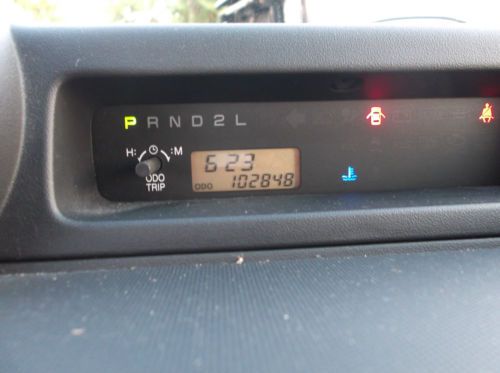 P R N D 2 L
H: :M
ODO
TRIP
6 23
ODO 102848